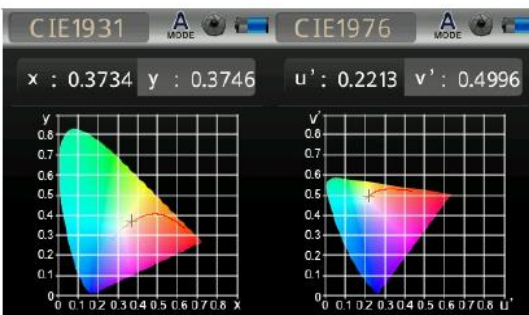 CIE1931 A MODE CIE1976 A MODE
x : 0.3734 y : 0.3746 u' : 0.2213 v' : 0.4996
y v'
0.8 0.8
0.7 0.7
0.6 0.6
0.5 0.5
0.4 0.4
0.3 0.3
0.2 0.2
0.1 0.1
0 0.1 0.2 0.3 0.4 0.5 0.6 0.7 0.8 x 0 0.1 0.2 0.3 0.4 0.5 0.6 0.7 0.8 u'